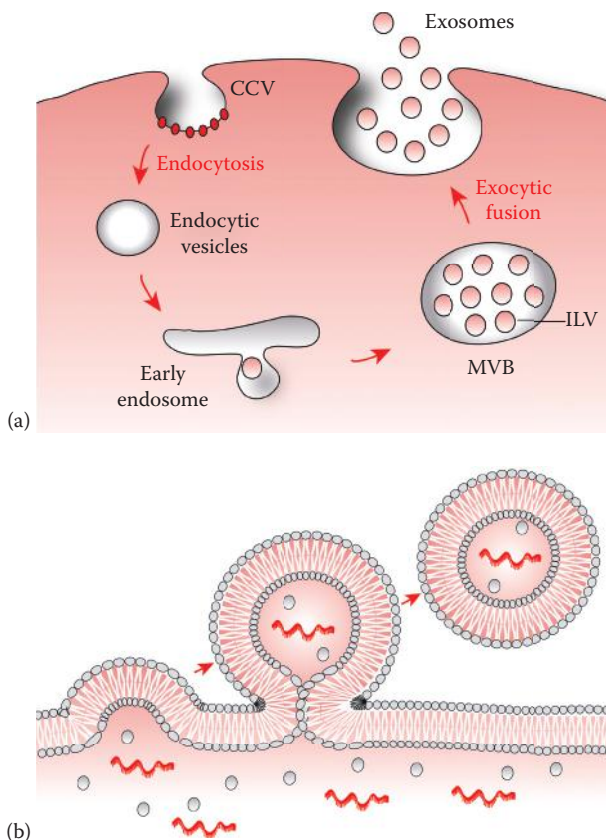 Exosomes
CCV
Endocytosis
Exocytic
fusion
Endocytic
vesicles
ILV
MVB
Early
endosome
(a)
(b)